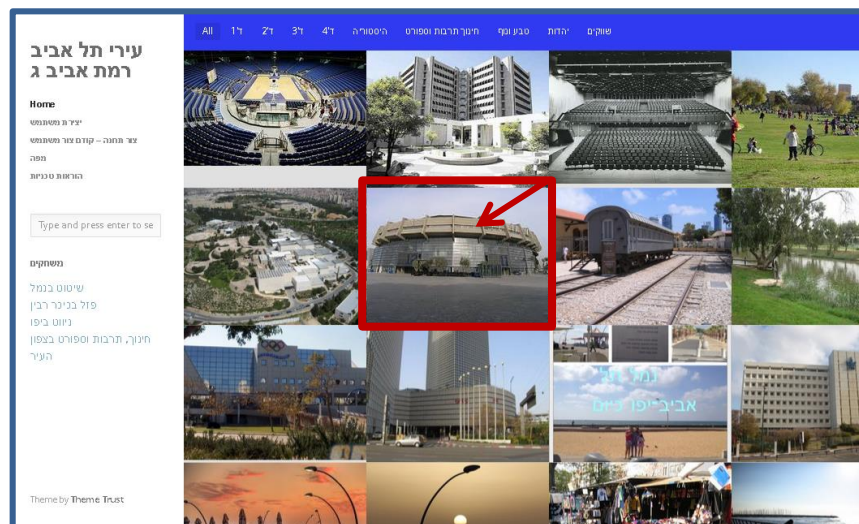 עירי תל אביב
רמת אביב ג
Home
יצירת משתמש
צור תחנה – קודם צור משתמש
מפה
הוראות טכניות
Type and press enter to se
משחקים
שיטוט בנמל
פזל בכיכר רבין
ניווט ביפו
חינוך, תרבות וספורט בצפון
העיר
Theme by Theme Trust
All ד'1 ד'2 ד'3 ד'4 היסטוריה חינוך תרבות וספורט טבע ונוף יהדות שווקים
נמל תל
אביב-יפו כיום